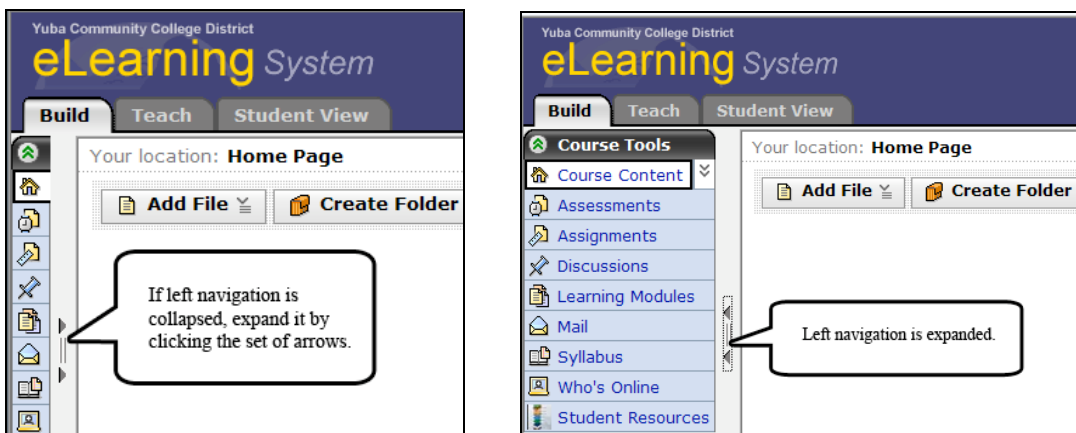 Yuba Community College District
eLearning System
Build Teach Student View
Your location: Home Page
Add File Create Folder
If left navigation is
collapsed, expand it by
clicking the set of arrows.
Yuba Community College District
eLearning System
Build Teach Student View
Course Tools
Your location: Home Page
Course Content
Add File Create Folder
Assessments
Assignments
Discussions
Learning Modules
Mail
Syllabus
Who's Online
Student Resources
Left navigation is expanded.